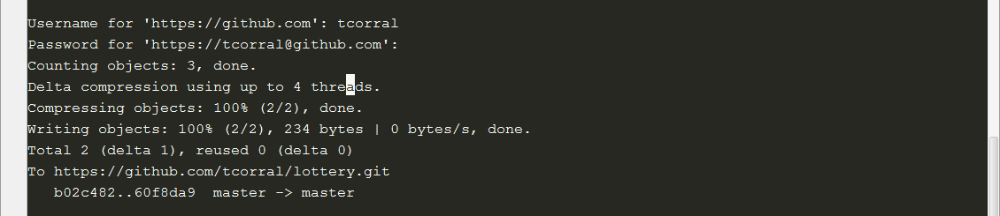 Username for 'https://github.com': tcorral
Password for 'https://tcorral@github.com':
Counting objects: 3, done.
Delta compression using up to 4 threads.
Compressing objects: 100% (2/2), done.
Writing objects: 100% (2/2), 234 bytes | 0 bytes/s, done.
Total 2 (delta 1), reused 0 (delta 0)
To https://github.com/tcorral/lottery.git
   b02c482..60f8da9  master -> master